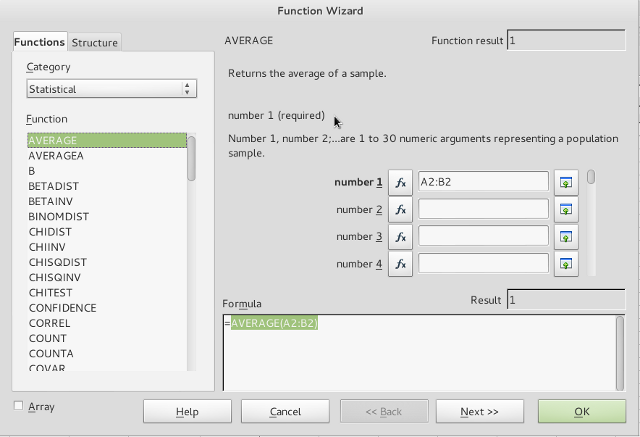 Function Wizard
Functions Structure
Category
Statistical
Function
AVERAGE
AVERAGEA
B
BETADIST
BETAINV
BINOMDIST
CHIDIST
CHIINV
CHISQDIST
CHISQINV
CHITEST
CONFIDENCE
CORREL
COUNT
COUNTA
COVAR
AVERAGE
Function result 1
Returns the average of a sample.
number 1 (required)
Number 1, number 2;...are 1 to 30 numeric arguments representing a population
sample.
number 1 fx A2:B2
number 2 fx
number 3 fx
number 4 fx
Formula
Result 1
=AVERAGE(A2:B2)
Array
Help
Cancel
<< Back
Next >>
OK